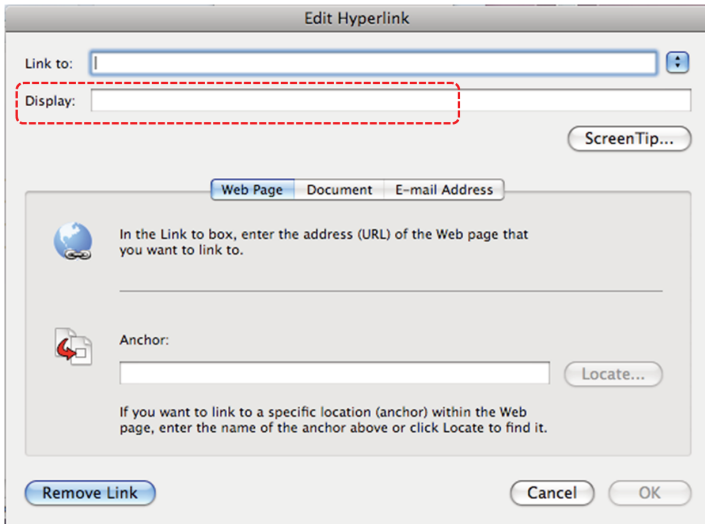 Edit Hyperlink
Link to:
Display:
ScreenTip...
Web Page Document E-mail Address
In the Link to box, enter the address (URL) of the Web page that
you want to link to.
Anchor:
Locate...
If you want to link to a specific location (anchor) within the Web
page, enter the name of the anchor above or click Locate to find it.
Remove Link Cancel OK